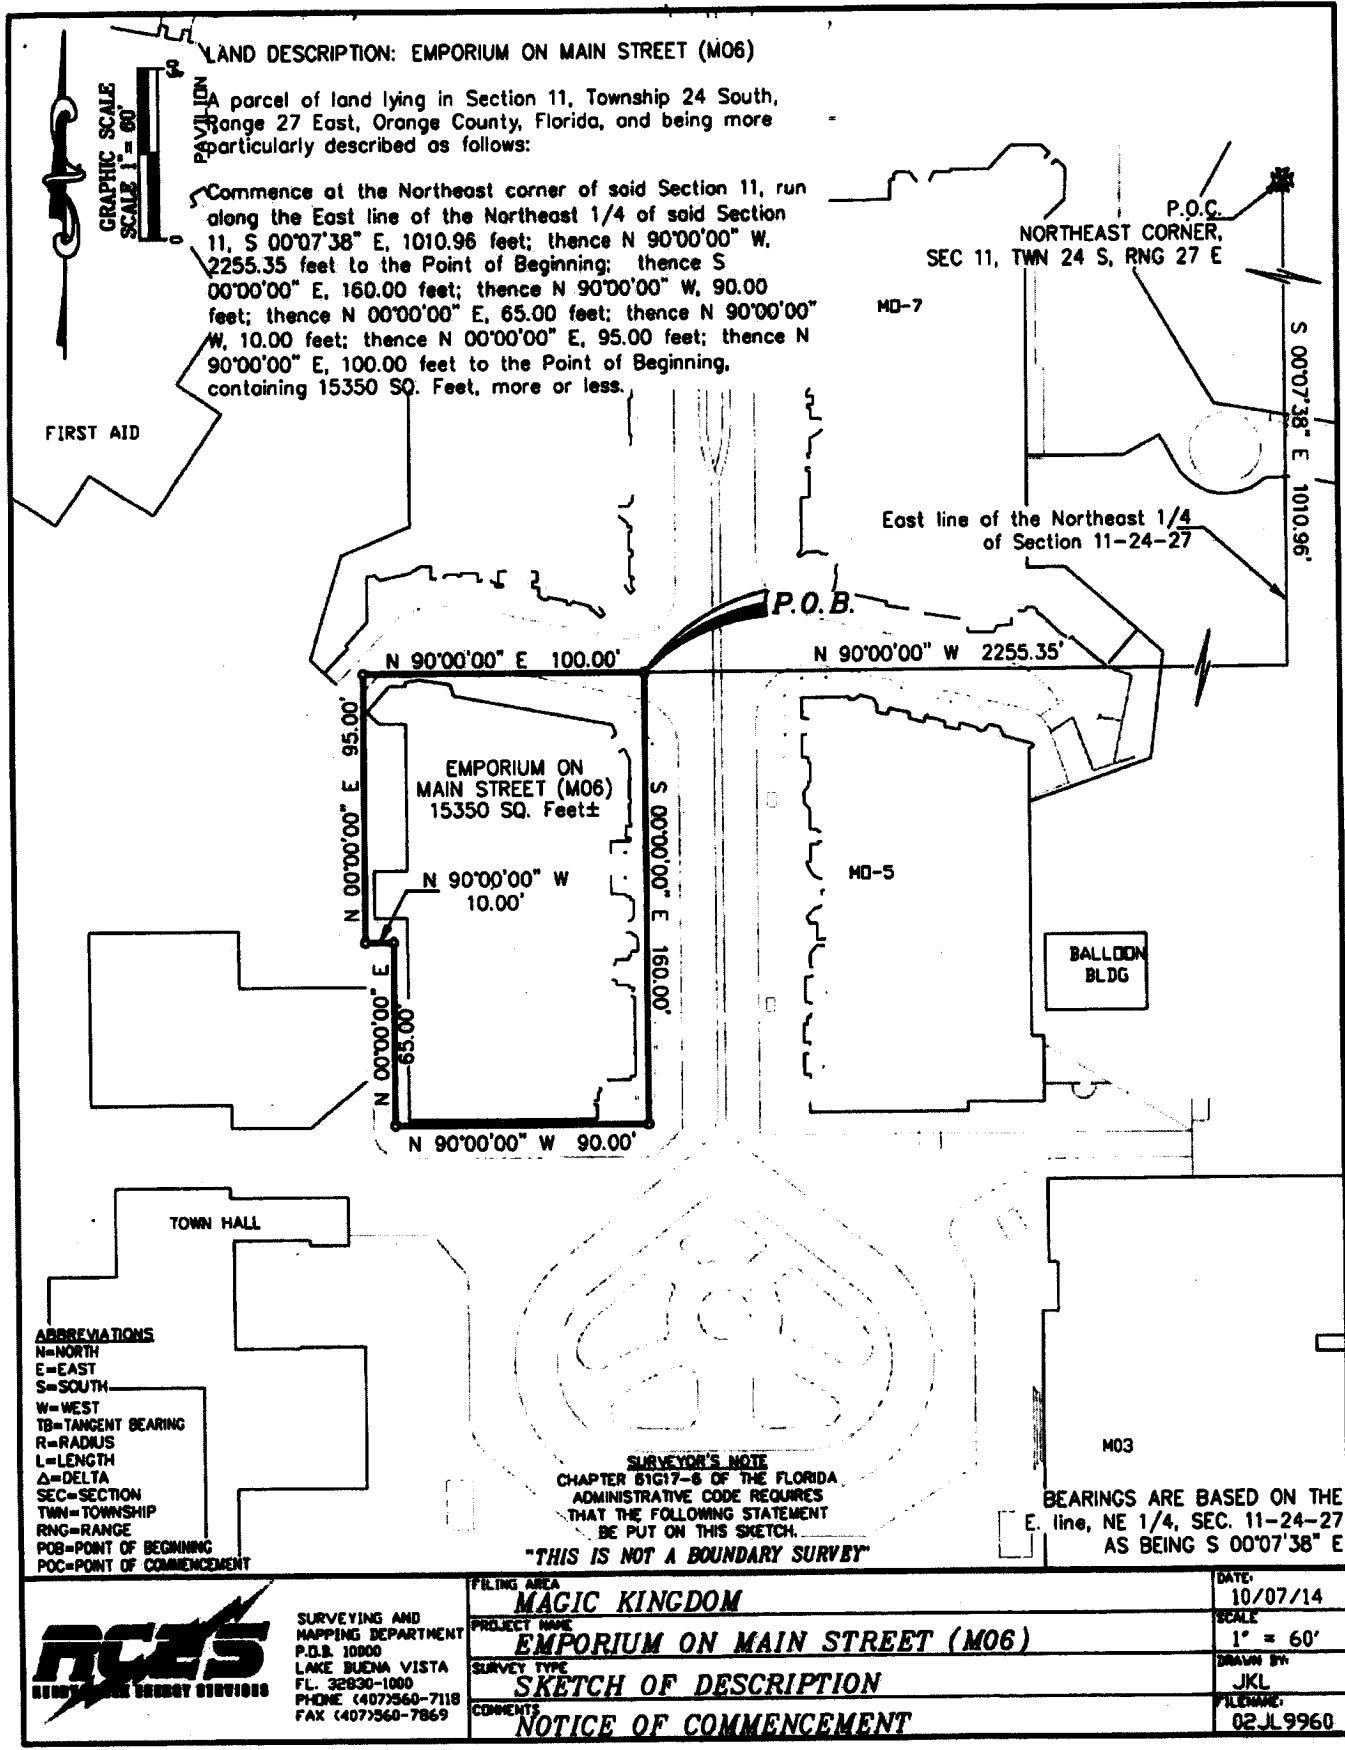 LAND DESCRIPTION: EMPORIUM ON MAIN STREET (M06)
A parcel of land lying in Section 11, Township 24 South,
Range 27 East, Orange County, Florida, and being more
particularly described as follows:
Commence at the Northeast corner of said Section 11, run
along the East line of the Northeast 1/4 of said Section
11, S 00°07'38" E, 1010.96 feet; thence N 90°00'00" W,
2255.35 feet to the Point of Beginning; thence S
00°00'00" E, 160.00 feet; thence N 90°00'00" W, 90.00
feet; thence N 00°00'00" E, 65.00 feet; thence N 90°00'00"
W, 10.00 feet; thence N 00°00'00" E, 95.00 feet; thence N
90°00'00" E, 100.00 feet to the Point of Beginning,
containing 15350 SQ. Feet, more or less.
GRAPHIC SCALE
SCALE 1" = 60'
0
PAVILION
FIRST AID
P.O.C.
NORTHEAST CORNER,
SEC 11, TWN 24 S, RNG 27 E
MO-7
S 00°07'38" E 1010.96'
East line of the Northeast 1/4
of Section 11-24-27
P.O.B.
N 90°00'00" E 100.00'
N 90°00'00" W 2255.35'
N 00°00'00" E 95.00'
EMPORIUM ON
MAIN STREET (M06)
15350 SQ. Feet±
S 00°00'00" E 160.00'
N 90°00'00" W
10.00'
MO-5
BALLOON
BLDG
N 00°00'00" E
65.00'
N 90°00'00" W 90.00'
TOWN HALL
ABBREVIATIONS
N=NORTH
E=EAST
S=SOUTH
W=WEST
TB=TANGENT BEARING
R=RADIUS
L=LENGTH
Δ=DELTA
SEC=SECTION
TWN=TOWNSHIP
RNG=RANGE
POB=POINT OF BEGINNING
POC=POINT OF COMMENCEMENT
SURVEYOR'S NOTE
CHAPTER 61G17-6 OF THE FLORIDA
ADMINISTRATIVE CODE REQUIRES
THAT THE FOLLOWING STATEMENT
BE PUT ON THIS SKETCH.
"THIS IS NOT A BOUNDARY SURVEY"
M03
BEARINGS ARE BASED ON THE
E. line, NE 1/4, SEC. 11-24-27
AS BEING S 00°07'38" E
RCES
ENERGY SERVICES
SURVEYING AND
MAPPING DEPARTMENT
P.O.B. 10000
LAKE BUENA VISTA
FL. 32830-1000
PHONE (407)560-7118
FAX (407)560-7869
FILING AREA
MAGIC KINGDOM
PROJECT NAME
EMPORIUM ON MAIN STREET (M06)
SURVEY TYPE
SKETCH OF DESCRIPTION
COMMENTS
NOTICE OF COMMENCEMENT
DATE:
10/07/14
SCALE
1" = 60'
DRAWN BY:
JKL
FILENAME:
02JL9960